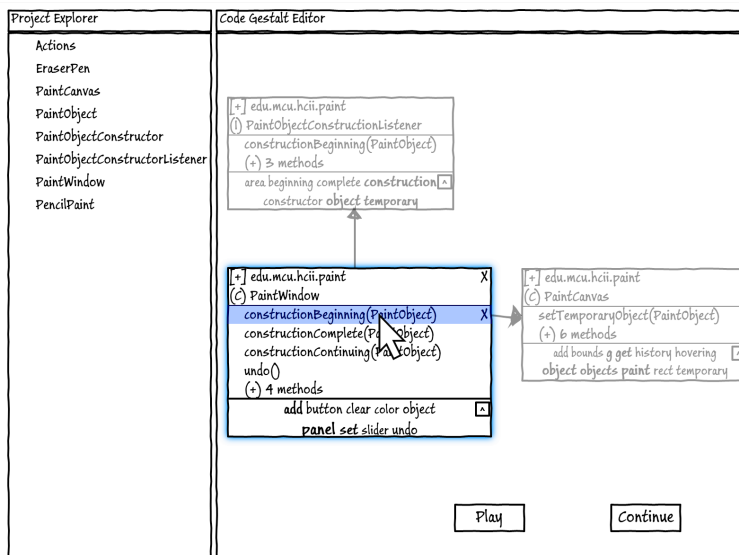 Project Explorer
Actions
EraserPen
PaintCanvas
PaintObject
PaintObjectConstructor
PaintObjectConstructorListener
PaintWindow
PencilPaint
Code Gestalt Editor
[+] edu.mcu.hcii.paint
(I) PaintObjectConstructionListener
constructionBeginning(PaintObject)
(+) 3 methods
area beginning complete construction ^
constructor object temporary
[+] edu.mcu.hcii.paint X
(C) PaintWindow
constructionBeginning(PaintObject) X
constructionComplete(PaintObject)
constructionContinuing(PaintObject)
undo()
(+) 4 methods
add button clear color object ^
panel set slider undo
[+] edu.mcu.hcii.paint
(C) PaintCanvas
setTemporaryObject(PaintObject)
(+) 6 methods
add bounds g get history hovering ^
object objects paint rect temporary
Play
Continue